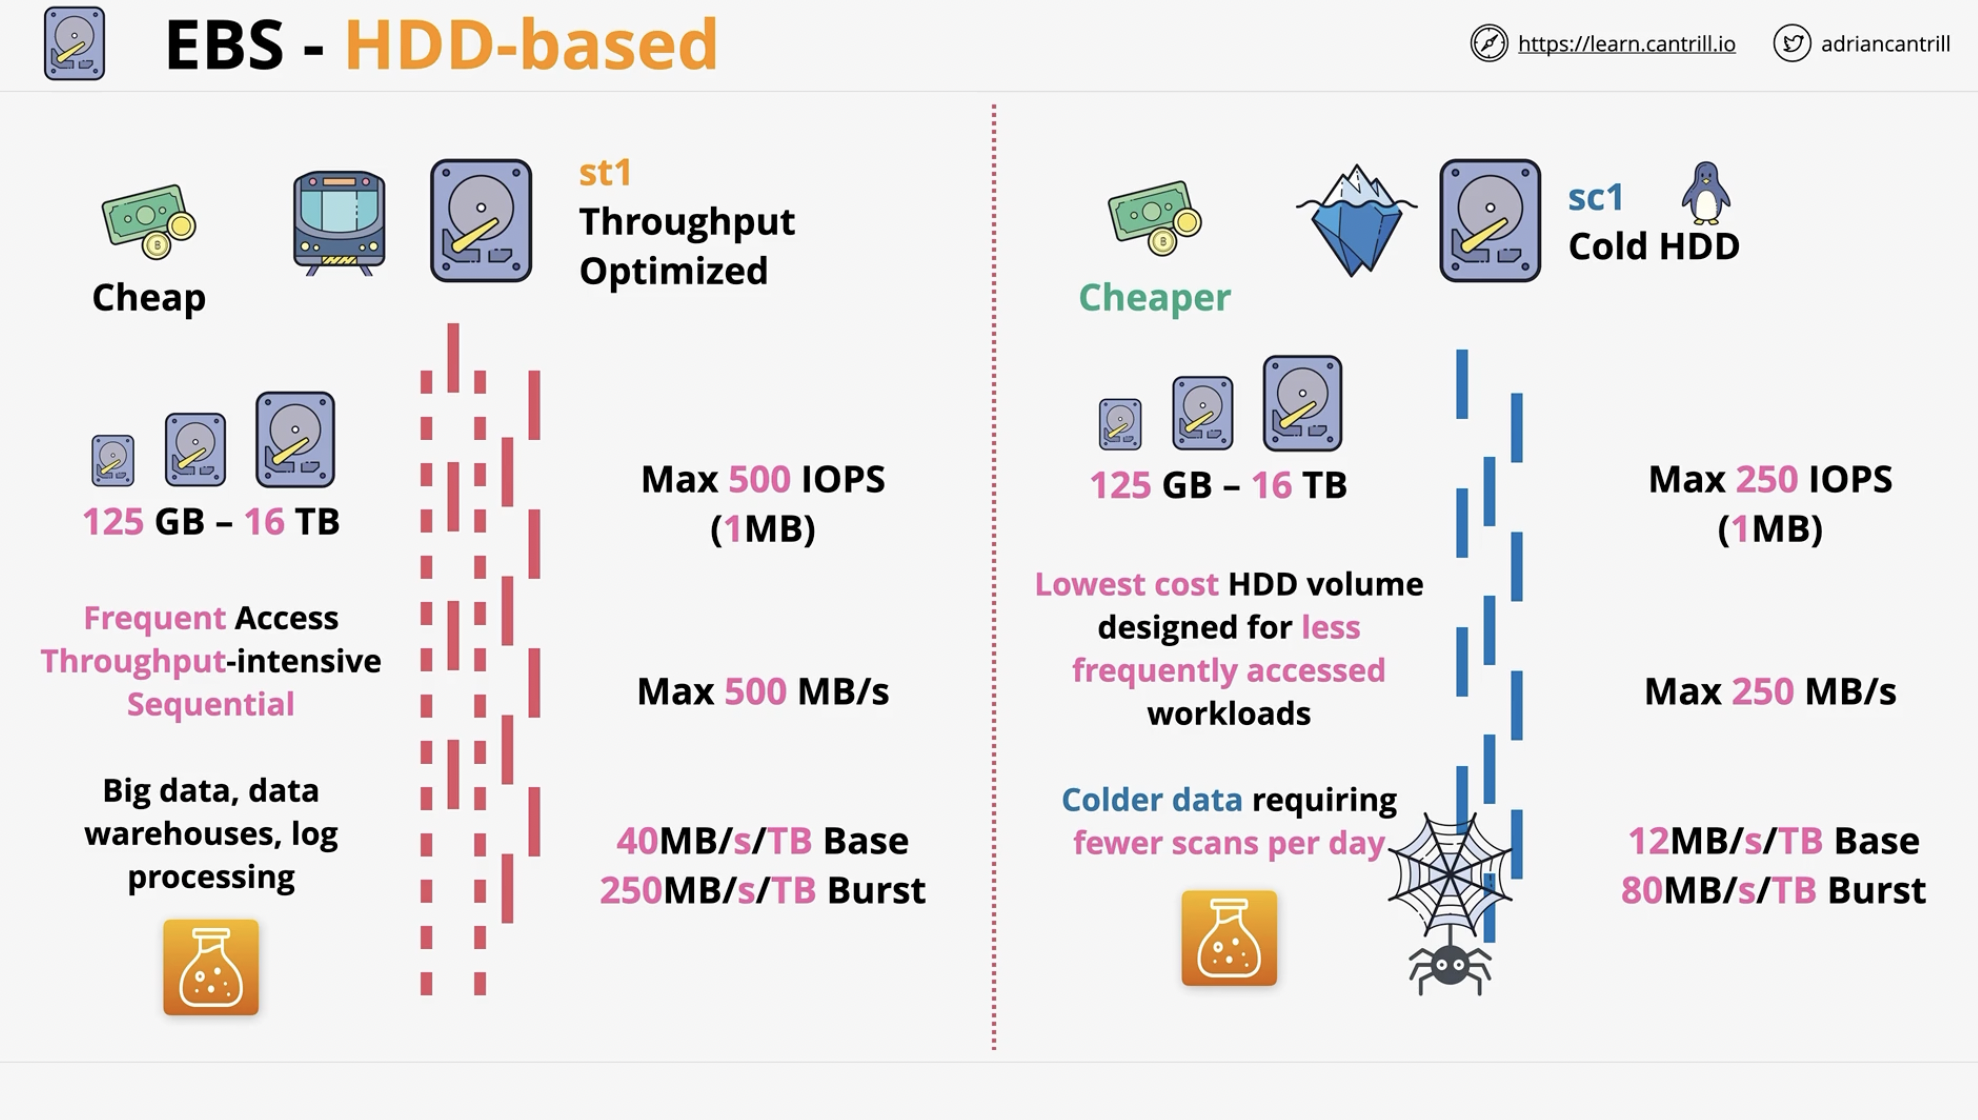 EBS - HDD-based
https://learn.cantrill.io
adriancantrill
st1
Throughput
Optimized
Cheap
125 GB – 16 TB
Frequent Access
Throughput-intensive
Sequential
Big data, data
warehouses, log
processing
Max 500 IOPS
(1MB)
Max 500 MB/s
40MB/s/TB Base
250MB/s/TB Burst
sc1
Cold HDD
Cheaper
125 GB – 16 TB
Lowest cost HDD volume
designed for less
frequently accessed
workloads
Colder data requiring
fewer scans per day
Max 250 IOPS
(1MB)
Max 250 MB/s
12MB/s/TB Base
80MB/s/TB Burst